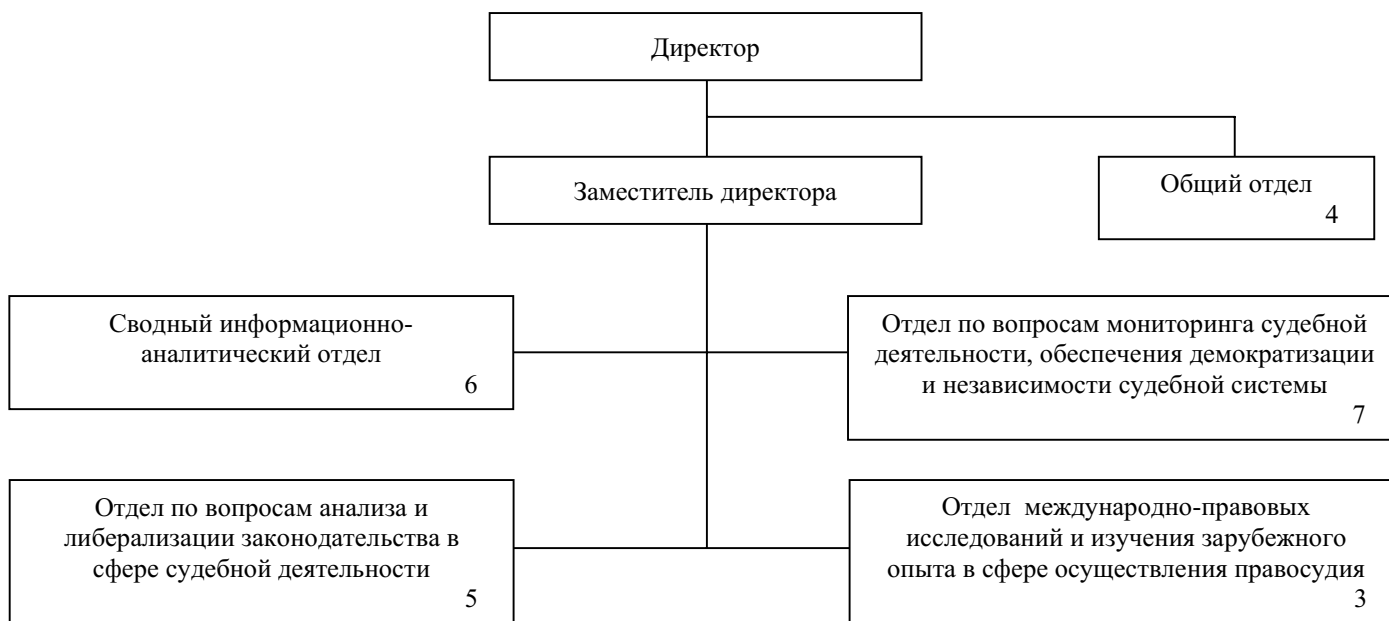 Директор
Заместитель директора
Общий отдел
4
Сводный информационно-
аналитический отдел
6
Отдел по вопросам мониторинга судебной
деятельности, обеспечения демократизации
и независимости судебной системы
7
Отдел по вопросам анализа и
либерализации законодательства в
сфере судебной деятельности
5
Отдел международно-правовых
исследований и изучения зарубежного
опыта в сфере осуществления правосудия
3